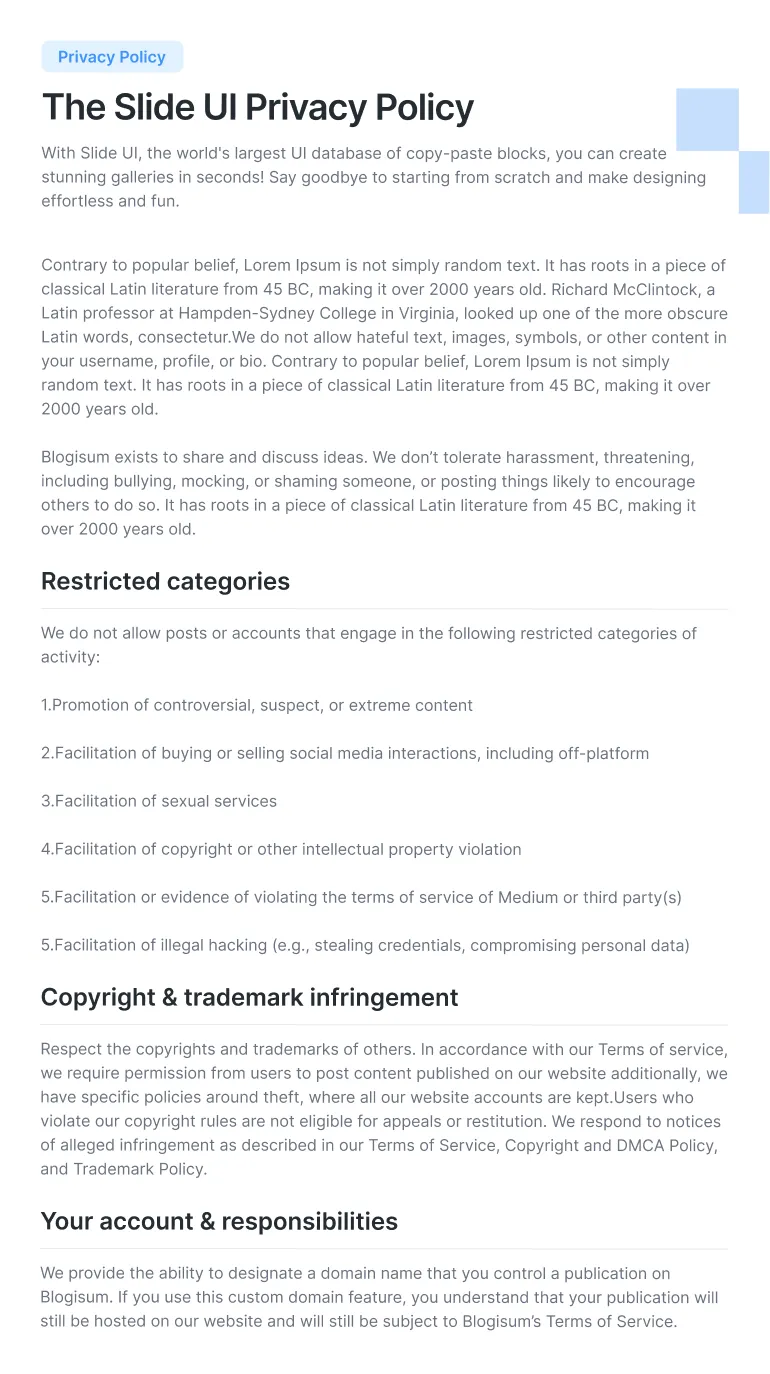 Privacy Policy
The Slide UI Privacy Policy
With Slide UI, the world's largest UI database of copy-paste blocks, you can create
stunning galleries in seconds! Say goodbye to starting from scratch and make designing
effortless and fun.
Contrary to popular belief, Lorem Ipsum is not simply random text. It has roots in a piece of
classical Latin literature from 45 BC, making it over 2000 years old. Richard McClintock, a
Latin professor at Hampden-Sydney College in Virginia, looked up one of the more obscure
Latin words, consectetur.We do not allow hateful text, images, symbols, or other content in
your username, profile, or bio. Contrary to popular belief, Lorem Ipsum is not simply
random text. It has roots in a piece of classical Latin literature from 45 BC, making it over
2000 years old.
Blogisum exists to share and discuss ideas. We don’t tolerate harassment, threatening,
including bullying, mocking, or shaming someone, or posting things likely to encourage
others to do so. It has roots in a piece of classical Latin literature from 45 BC, making it
over 2000 years old.
Restricted categories
We do not allow posts or accounts that engage in the following restricted categories of
activity:
1.Promotion of controversial, suspect, or extreme content
2.Facilitation of buying or selling social media interactions, including off-platform
3.Facilitation of sexual services
4.Facilitation of copyright or other intellectual property violation
5.Facilitation or evidence of violating the terms of service of Medium or third party(s)
5.Facilitation of illegal hacking (e.g., stealing credentials, compromising personal data)
Copyright & trademark infringement
Respect the copyrights and trademarks of others. In accordance with our Terms of service,
we require permission from users to post content published on our website additionally, we
have specific policies around theft, where all our website accounts are kept.Users who
violate our copyright rules are not eligible for appeals or restitution. We respond to notices
of alleged infringement as described in our Terms of Service, Copyright and DMCA Policy,
and Trademark Policy.
Your account & responsibilities
We provide the ability to designate a domain name that you control a publication on
Blogisum. If you use this custom domain feature, you understand that your publication will
still be hosted on our website and will still be subject to Blogisum’s Terms of Service.